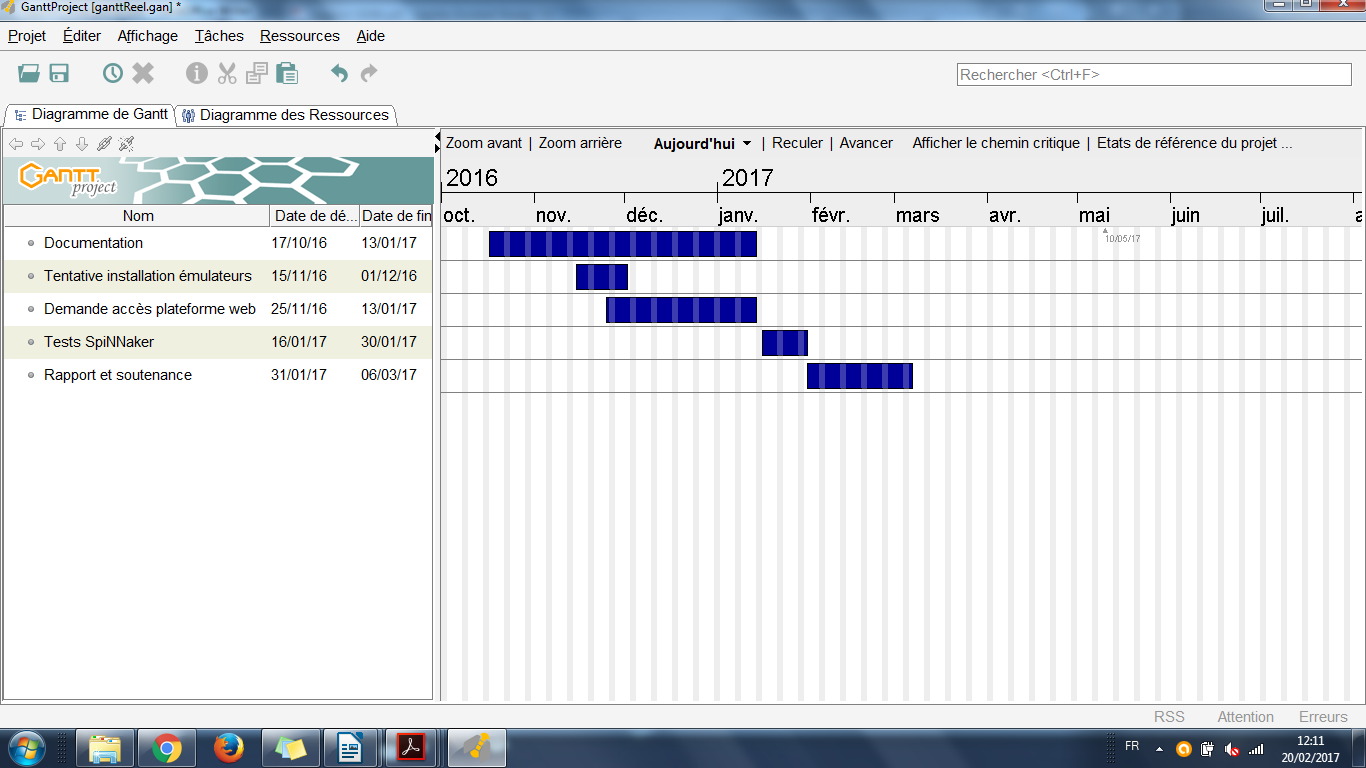 GanttProject [ganttReel.gan] *
Projet Éditer Affichage Tâches Ressources Aide
Rechercher <Ctrl+F>
Diagramme de Gantt Diagramme des Ressources
Zoom avant | Zoom arrière Aujourd'hui | Reculer | Avancer Afficher le chemin critique | Etats de référence du projet ...
GANTT project
2016 2017
Nom Date de dé... Date de fin
oct. nov. déc. janv. févr. mars avr. mai juin juil. a
10/05/17
Documentation 17/10/16 13/01/17
Tentative installation émulateurs 15/11/16 01/12/16
Demande accès plateforme web 25/11/16 13/01/17
Tests SpiNNaker 16/01/17 30/01/17
Rapport et soutenance 31/01/17 06/03/17
RSS Attention Erreurs
FR
12:11
20/02/2017